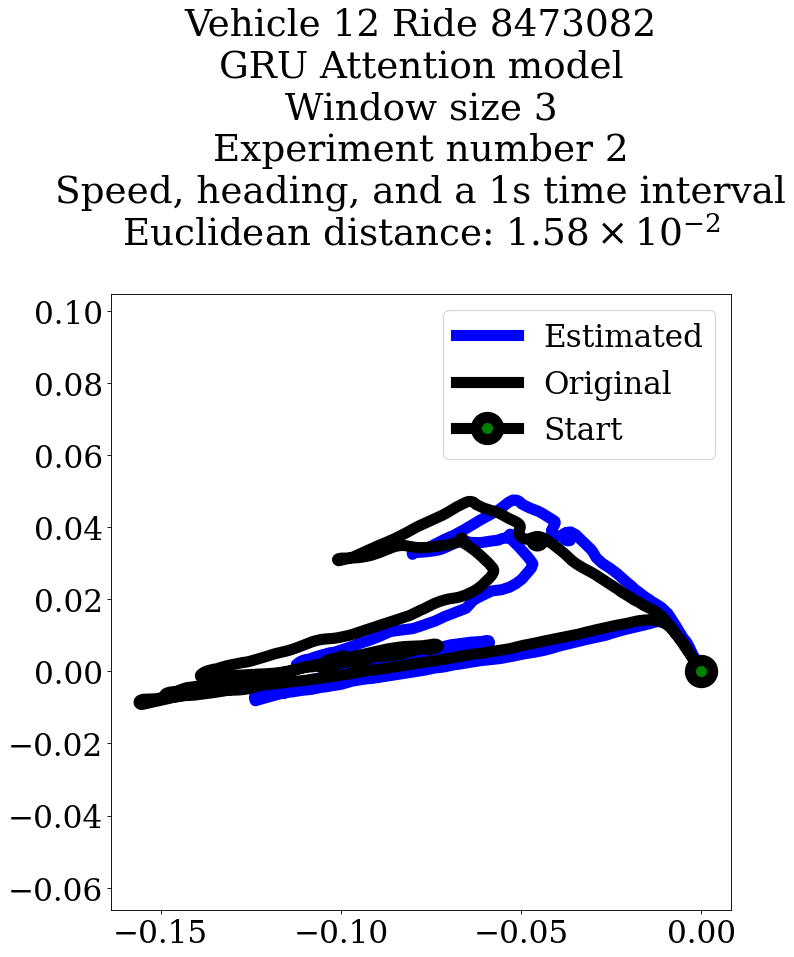 Vehicle 12 Ride 8473082
GRU Attention model
Window size 3
Experiment number 2
Speed, heading, and a 1s time interval
Euclidean distance: 1.58 × 10⁻²
Estimated
Original
Start
0.10
0.08
0.06
0.04
0.02
0.00
−0.02
−0.04
−0.06
−0.15 −0.10 −0.05 0.00